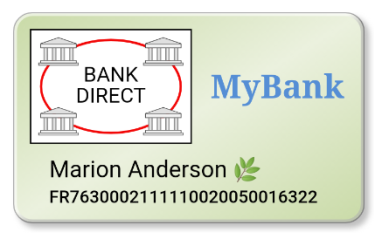 BANK
DIRECT
MyBank
Marion Anderson 🌿
FR7630002111110020050016322